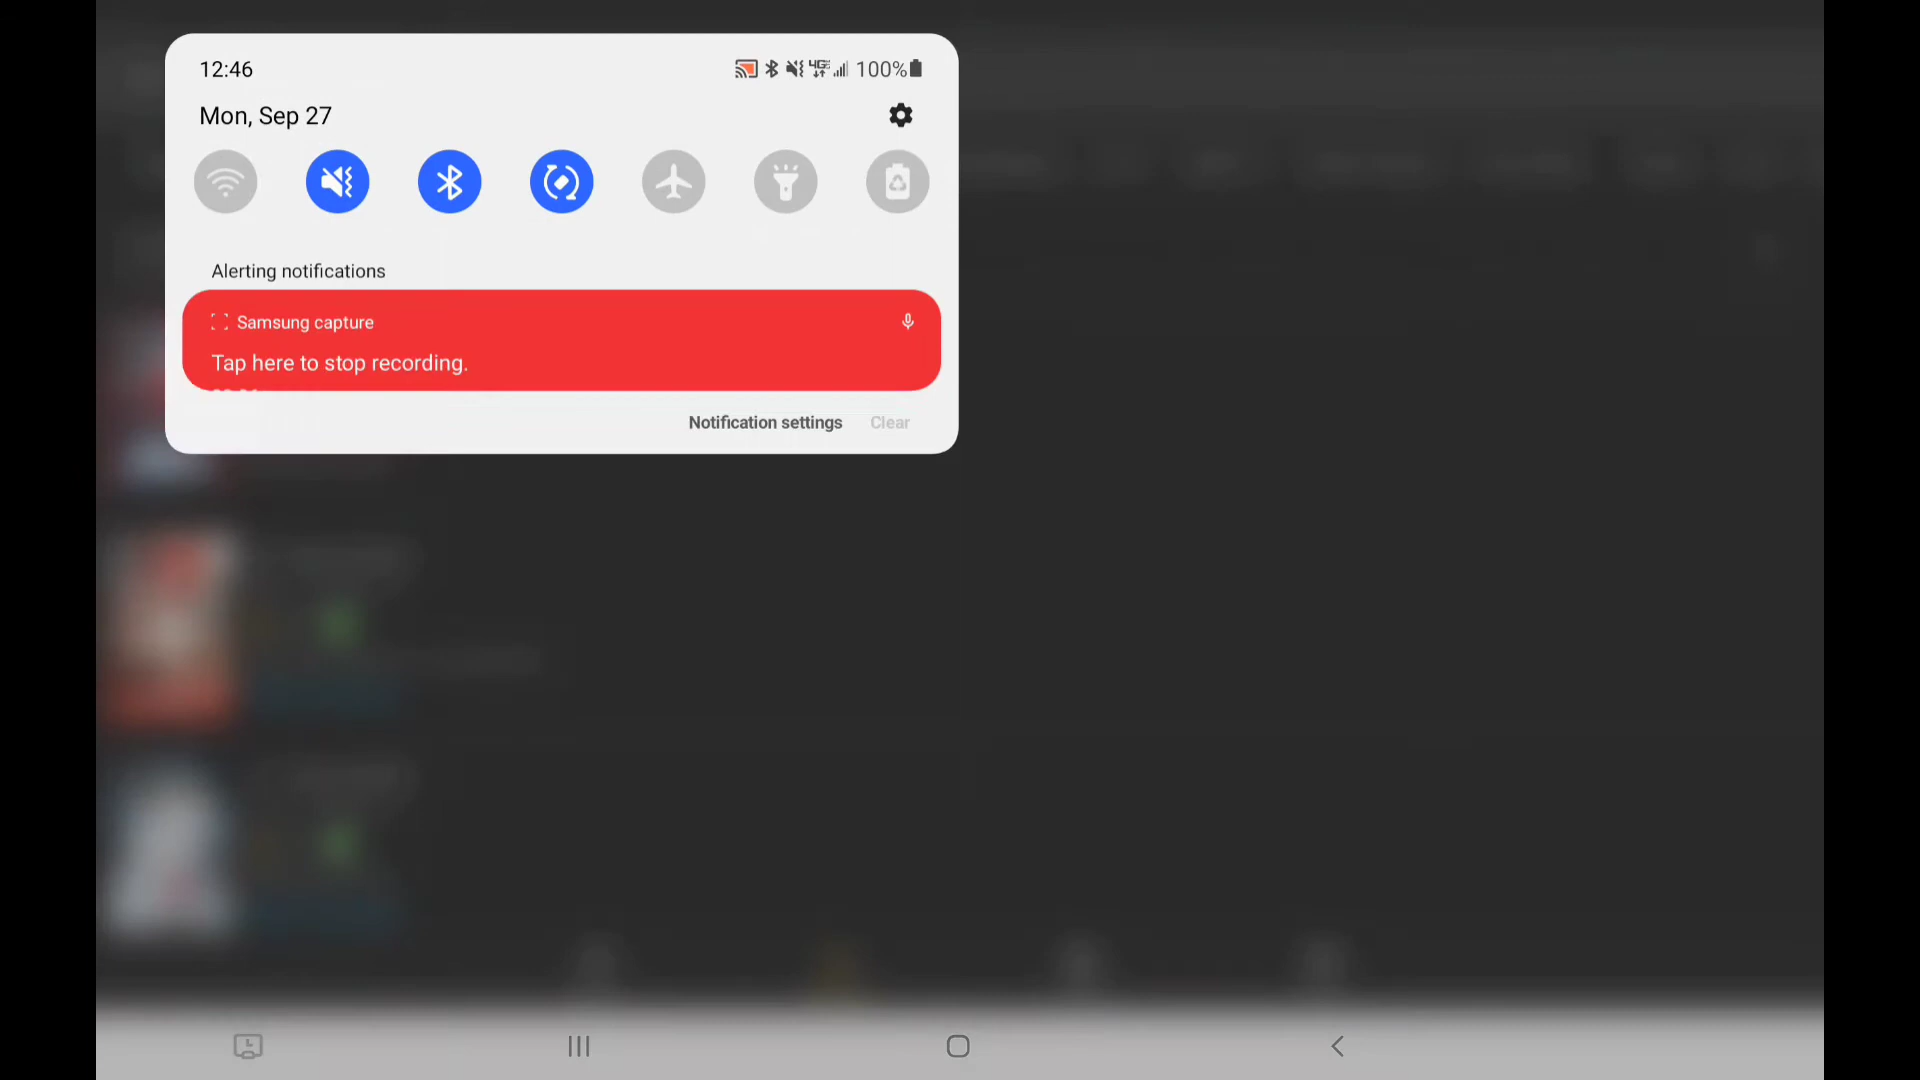 12:46
100%
Mon, Sep 27
Alerting notifications
Samsung capture
Tap here to stop recording.
Notification settings
Clear